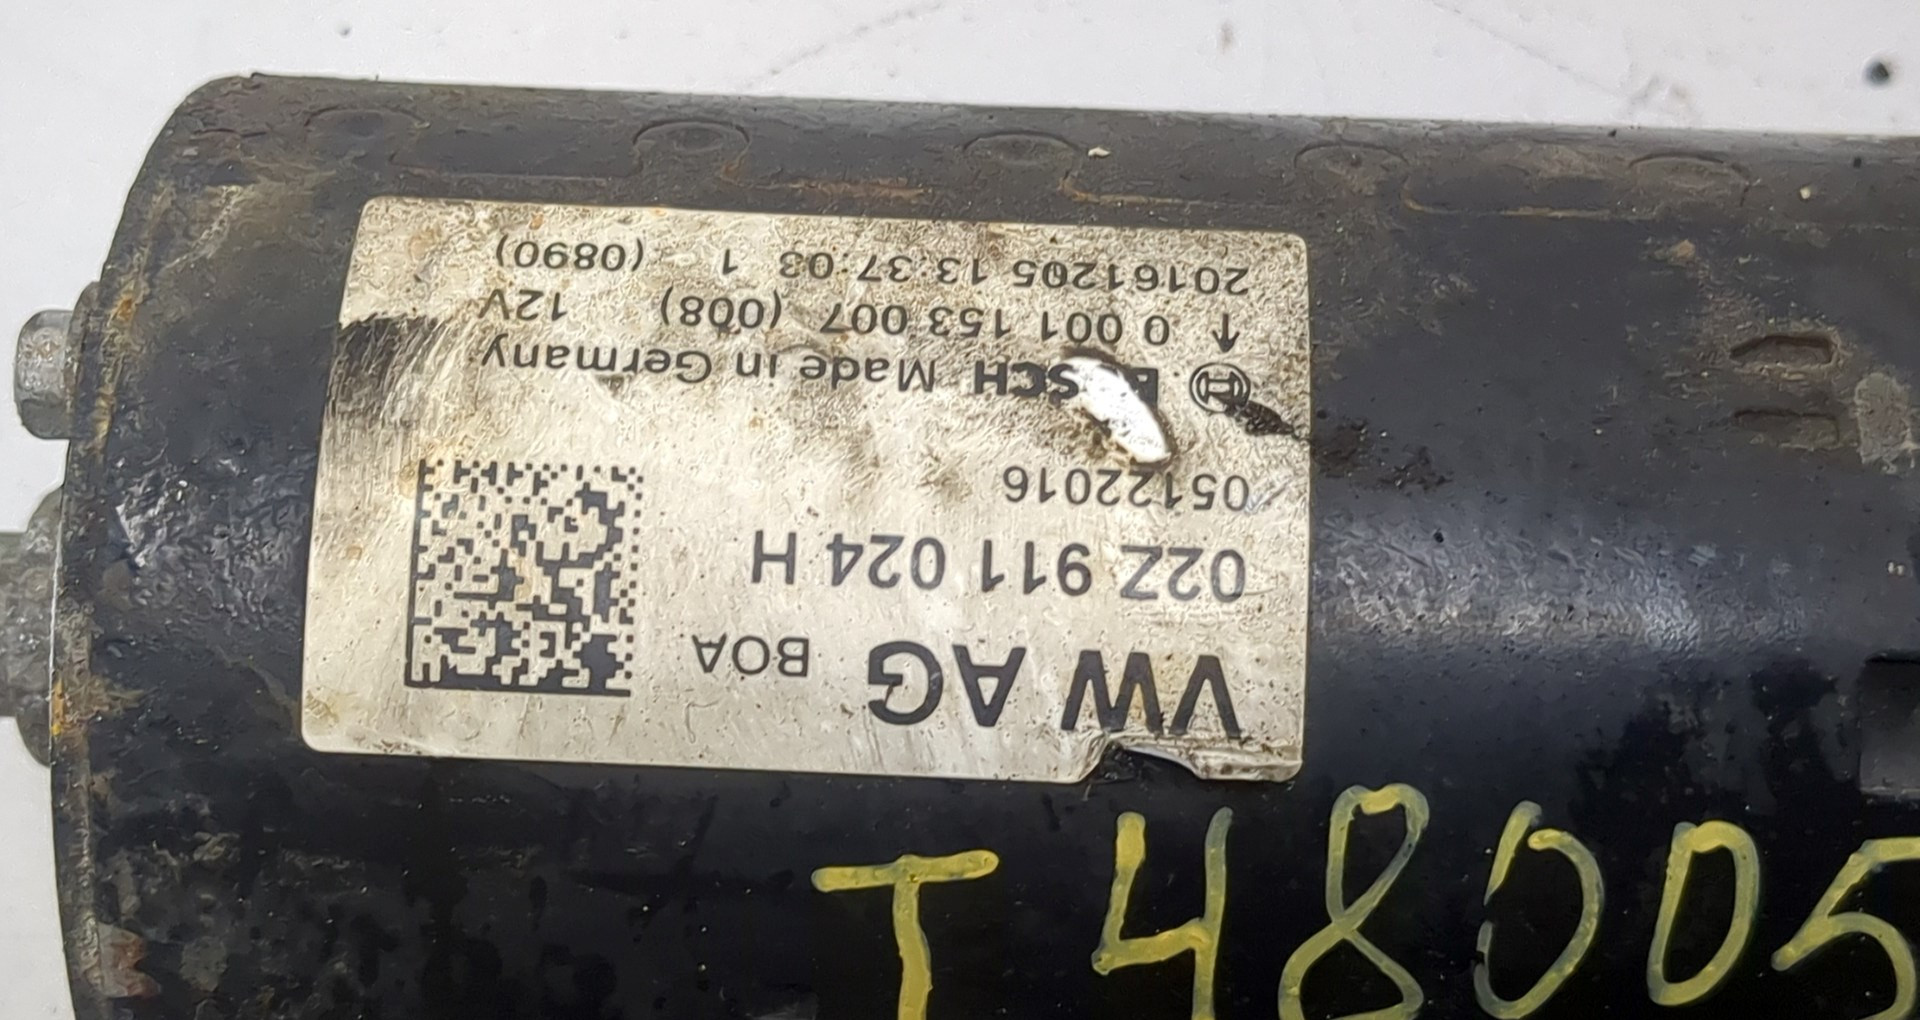 VW AG BOA
02Z 911 024 H
05122016
BOSCH Made in Germany
↑ 0 001 153 007 (008) 12V
20161205 13:37:03 1 (0890)
T48005